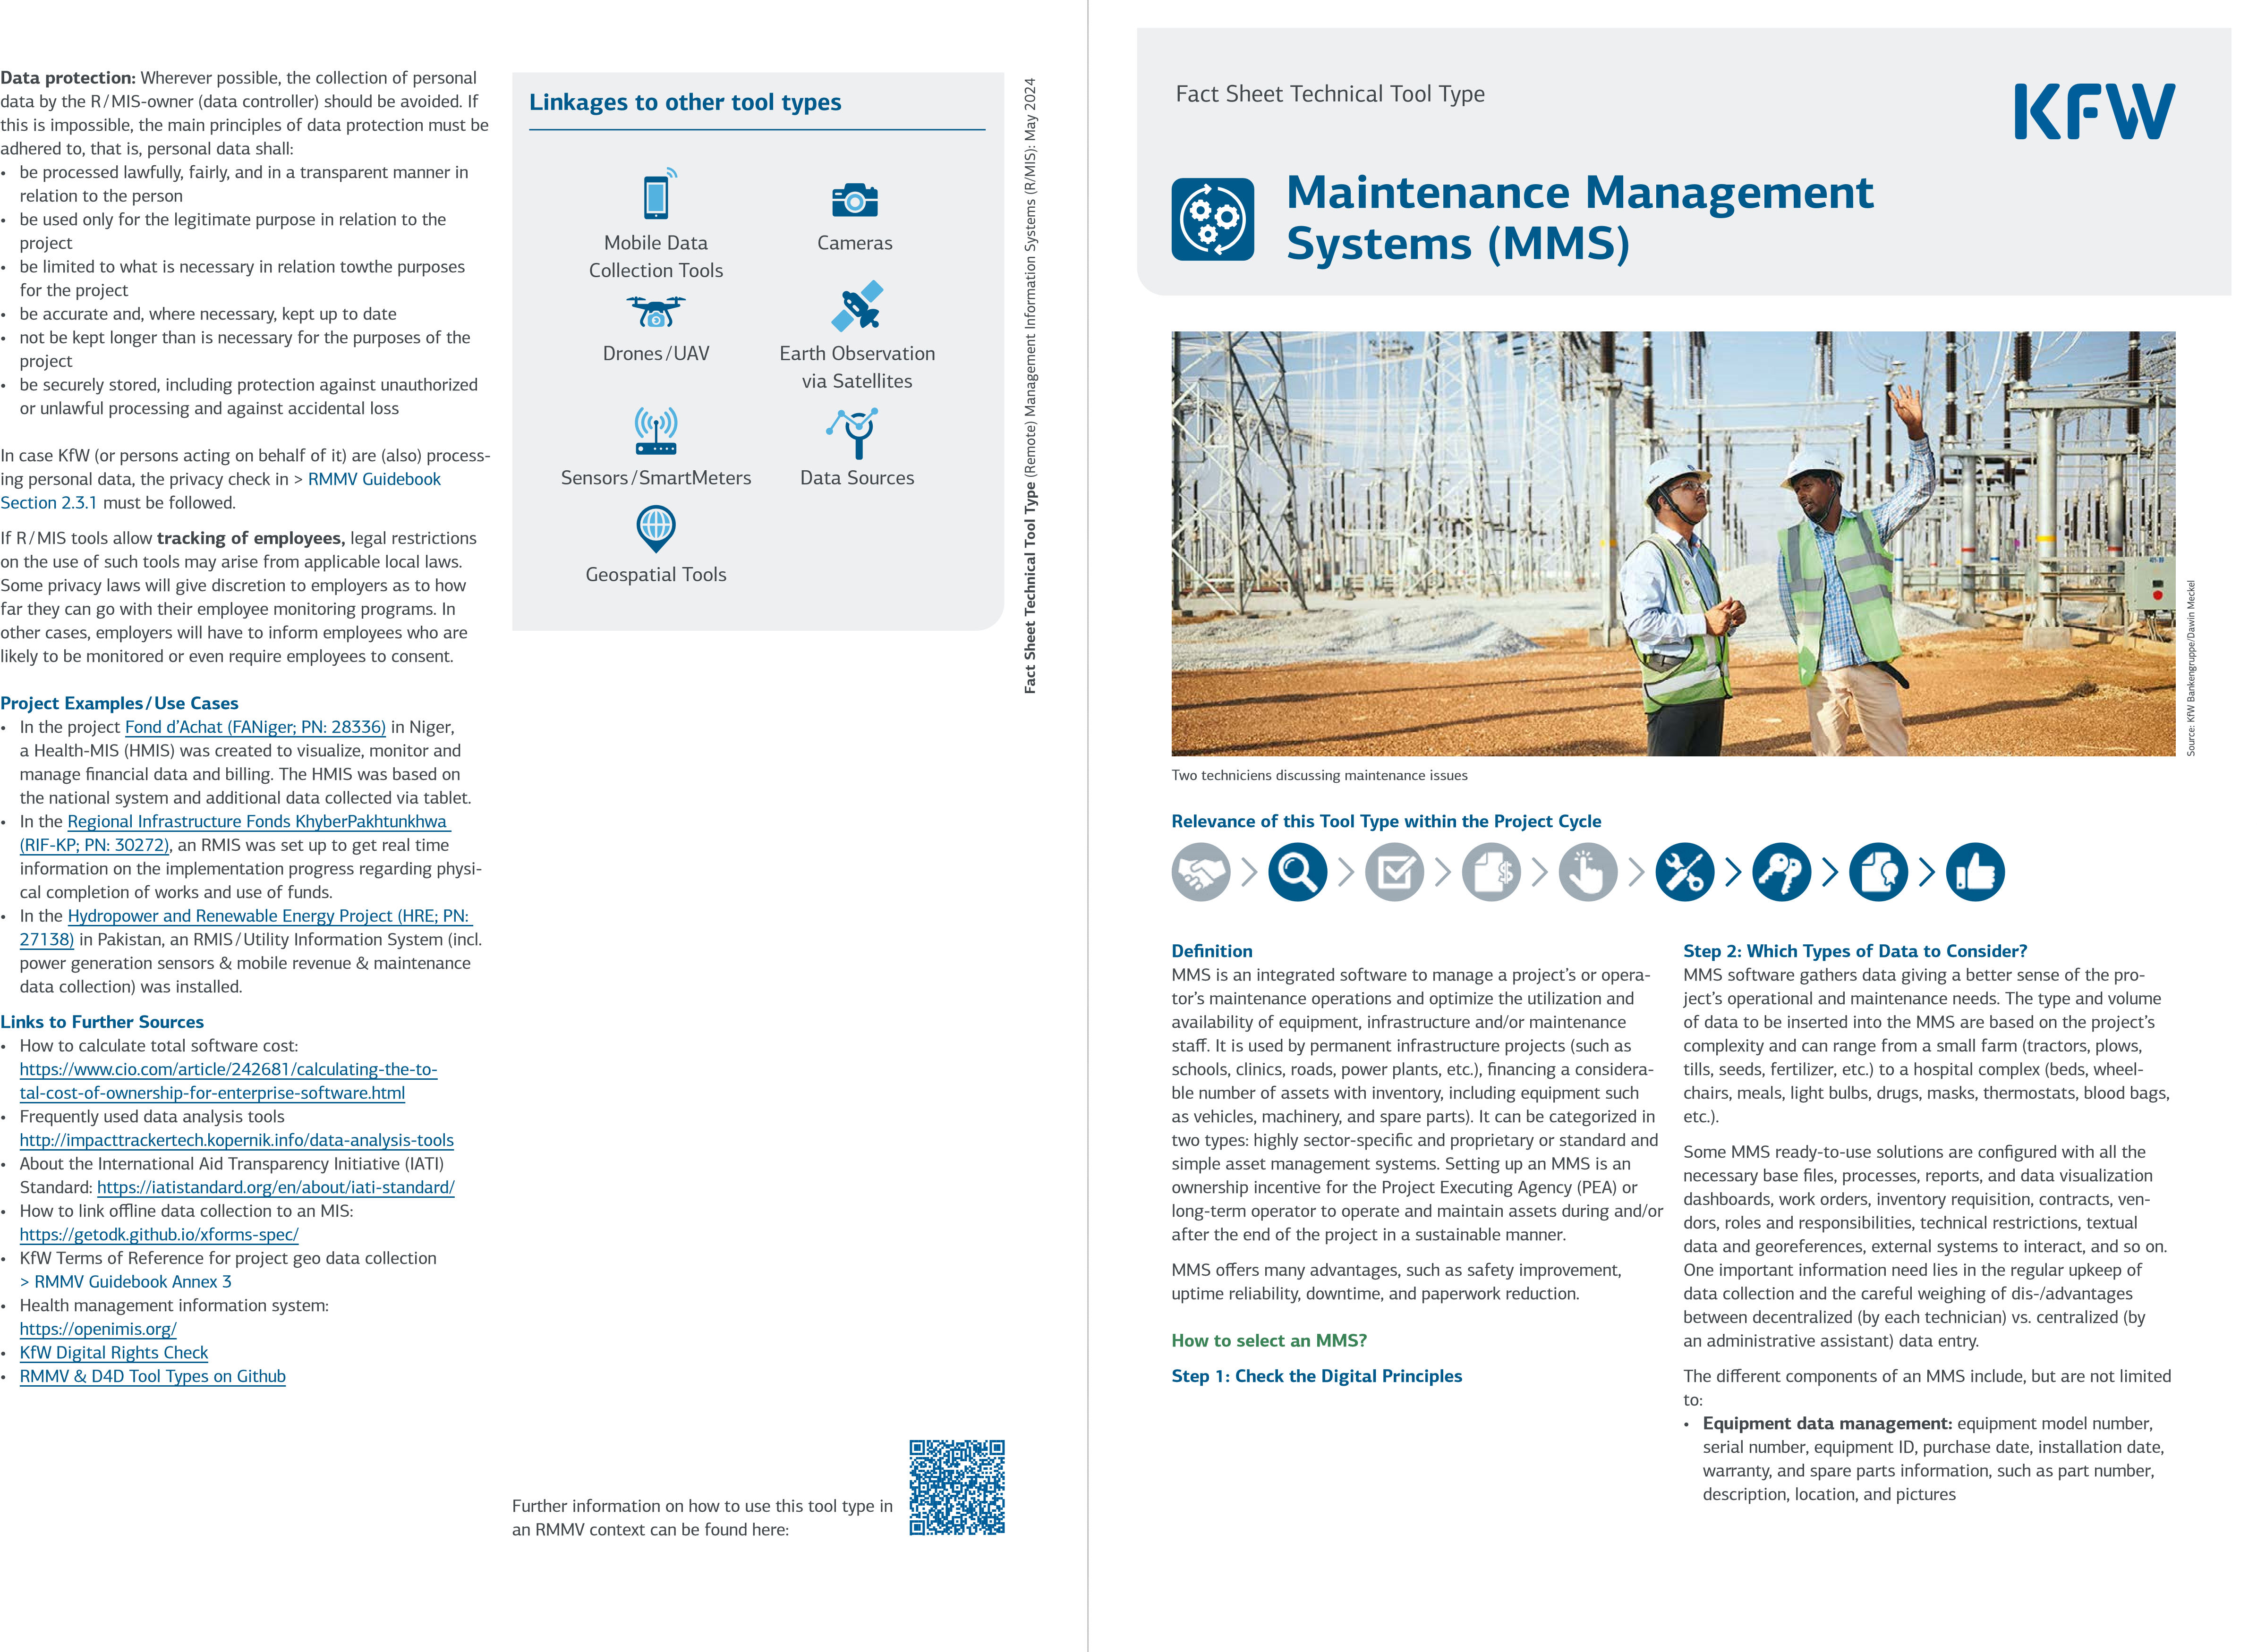 Data protection: Wherever possible, the collection of personal
data by the R/MIS-owner (data controller) should be avoided. If
this is impossible, the main principles of data protection must be
adhered to, that is, personal data shall:
• be processed lawfully, fairly, and in a transparent manner in
relation to the person
• be used only for the legitimate purpose in relation to the
project
• be limited to what is necessary in relation towthe purposes
for the project
• be accurate and, where necessary, kept up to date
• not be kept longer than is necessary for the purposes of the
project
• be securely stored, including protection against unauthorized
or unlawful processing and against accidental loss
In case KfW (or persons acting on behalf of it) are (also) process-
ing personal data, the privacy check in > RMMV Guidebook
Section 2.3.1 must be followed.
If R/MIS tools allow tracking of employees, legal restrictions
on the use of such tools may arise from applicable local laws.
Some privacy laws will give discretion to employers as to how
far they can go with their employee monitoring programs. In
other cases, employers will have to inform employees who are
likely to be monitored or even require employees to consent.
Project Examples/Use Cases
• In the project Fond d’Achat (FANiger; PN: 28336) in Niger,
a Health-MIS (HMIS) was created to visualize, monitor and
manage financial data and billing. The HMIS was based on
the national system and additional data collected via tablet.
• In the Regional Infrastructure Fonds KhyberPakhtunkhwa
(RIF-KP; PN: 30272), an RMIS was set up to get real time
information on the implementation progress regarding physi-
cal completion of works and use of funds.
• In the Hydropower and Renewable Energy Project (HRE; PN:
27138) in Pakistan, an RMIS/Utility Information System (incl.
power generation sensors & mobile revenue & maintenance
data collection) was installed.
Links to Further Sources
• How to calculate total software cost:
https://www.cio.com/article/242681/calculating-the-to-
tal-cost-of-ownership-for-enterprise-software.html
• Frequently used data analysis tools
http://impacttrackertech.kopernik.info/data-analysis-tools
• About the International Aid Transparency Initiative (IATI)
Standard: https://iatistandard.org/en/about/iati-standard/
• How to link offline data collection to an MIS:
https://getodk.github.io/xforms-spec/
• KfW Terms of Reference for project geo data collection
> RMMV Guidebook Annex 3
• Health management information system:
https://openimis.org/
• KfW Digital Rights Check
• RMMV & D4D Tool Types on Github
Linkages to other tool types
Mobile Data
Collection Tools
Cameras
Drones/UAV
Earth Observation
via Satellites
Sensors/SmartMeters
Data Sources
Geospatial Tools
Further information on how to use this tool type in
an RMMV context can be found here:
Fact Sheet Technical Tool Type (Remote) Management Information Systems (R/MIS): May 2024
Fact Sheet Technical Tool Type
KFW
Maintenance Management
Systems (MMS)
Source: KfW Bankengruppe/Dawin Meckel
Two techniciens discussing maintenance issues
Relevance of this Tool Type within the Project Cycle
Definition
MMS is an integrated software to manage a project’s or opera-
tor’s maintenance operations and optimize the utilization and
availability of equipment, infrastructure and/or maintenance
staff. It is used by permanent infrastructure projects (such as
schools, clinics, roads, power plants, etc.), financing a considera-
ble number of assets with inventory, including equipment such
as vehicles, machinery, and spare parts). It can be categorized in
two types: highly sector-specific and proprietary or standard and
simple asset management systems. Setting up an MMS is an
ownership incentive for the Project Executing Agency (PEA) or
long-term operator to operate and maintain assets during and/or
after the end of the project in a sustainable manner.
MMS offers many advantages, such as safety improvement,
uptime reliability, downtime, and paperwork reduction.
How to select an MMS?
Step 1: Check the Digital Principles
Step 2: Which Types of Data to Consider?
MMS software gathers data giving a better sense of the pro-
ject’s operational and maintenance needs. The type and volume
of data to be inserted into the MMS are based on the project’s
complexity and can range from a small farm (tractors, plows,
tills, seeds, fertilizer, etc.) to a hospital complex (beds, wheel-
chairs, meals, light bulbs, drugs, masks, thermostats, blood bags,
etc.).
Some MMS ready-to-use solutions are configured with all the
necessary base files, processes, reports, and data visualization
dashboards, work orders, inventory requisition, contracts, ven-
dors, roles and responsibilities, technical restrictions, textual
data and georeferences, external systems to interact, and so on.
One important information need lies in the regular upkeep of
data collection and the careful weighing of dis-/advantages
between decentralized (by each technician) vs. centralized (by
an administrative assistant) data entry.
The different components of an MMS include, but are not limited
to:
• Equipment data management: equipment model number,
serial number, equipment ID, purchase date, installation date,
warranty, and spare parts information, such as part number,
description, location, and pictures